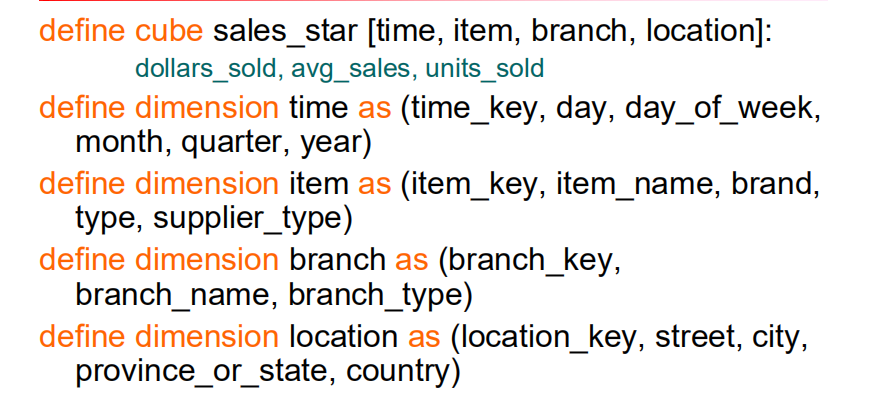 define cube sales_star [time, item, branch, location]:
dollars_sold, avg_sales, units_sold
define dimension time as (time_key, day, day_of_week,
month, quarter, year)
define dimension item as (item_key, item_name, brand,
type, supplier_type)
define dimension branch as (branch_key,
branch_name, branch_type)
define dimension location as (location_key, street, city,
province_or_state, country)